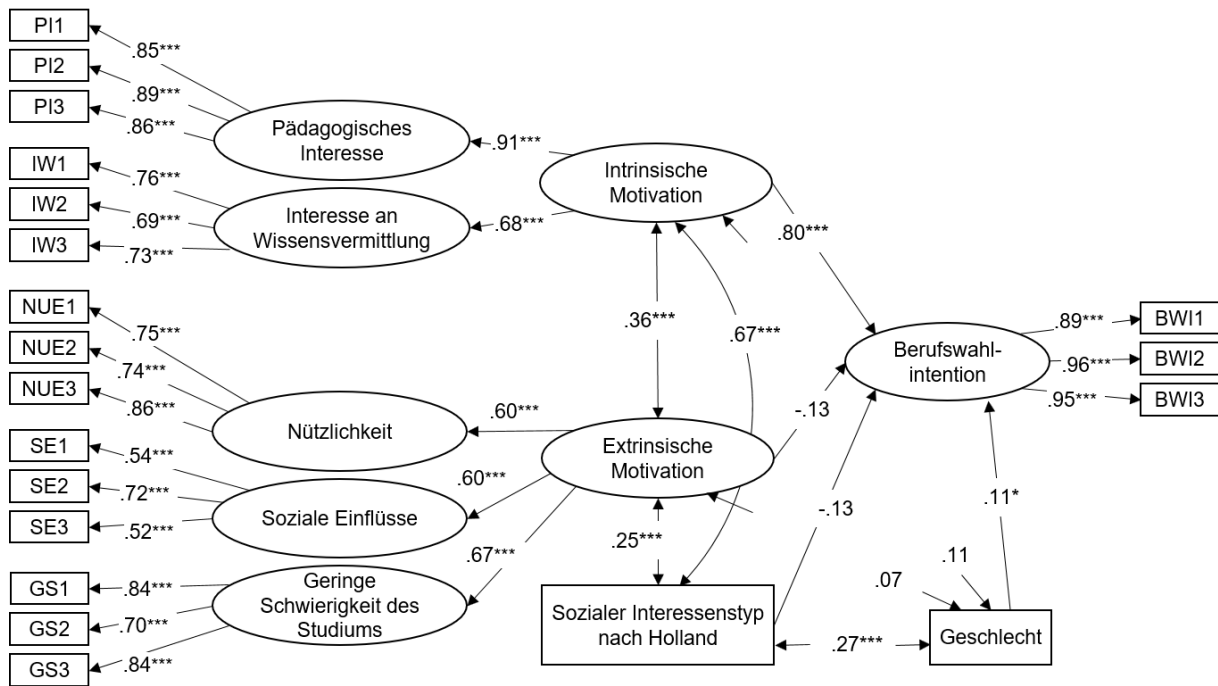 PI1
PI2
PI3
IW1
IW2
IW3
NUE1
NUE2
NUE3
SE1
SE2
SE3
GS1
GS2
GS3
.85***
.89***
.86***
.76***
.69***
.73***
.75***
.74***
.86***
.54***
.72***
.52***
.84***
.70***
.84***
Pädagogisches
Interesse
Interesse an
Wissensvermittlung
Nützlichkeit
Soziale Einflüsse
Geringe
Schwierigkeit des
Studiums
.91***
.68***
.60***
.60***
.67***
Intrinsische
Motivation
.36***
.67***
Extrinsische
Motivation
.25***
Sozialer Interessenstyp
nach Holland
.80***
-.13
-.13
.27***
.07
.11
.11*
Geschlecht
Berufswahl-
intention
.89***
.96***
.95***
BWI1
BWI2
BWI3